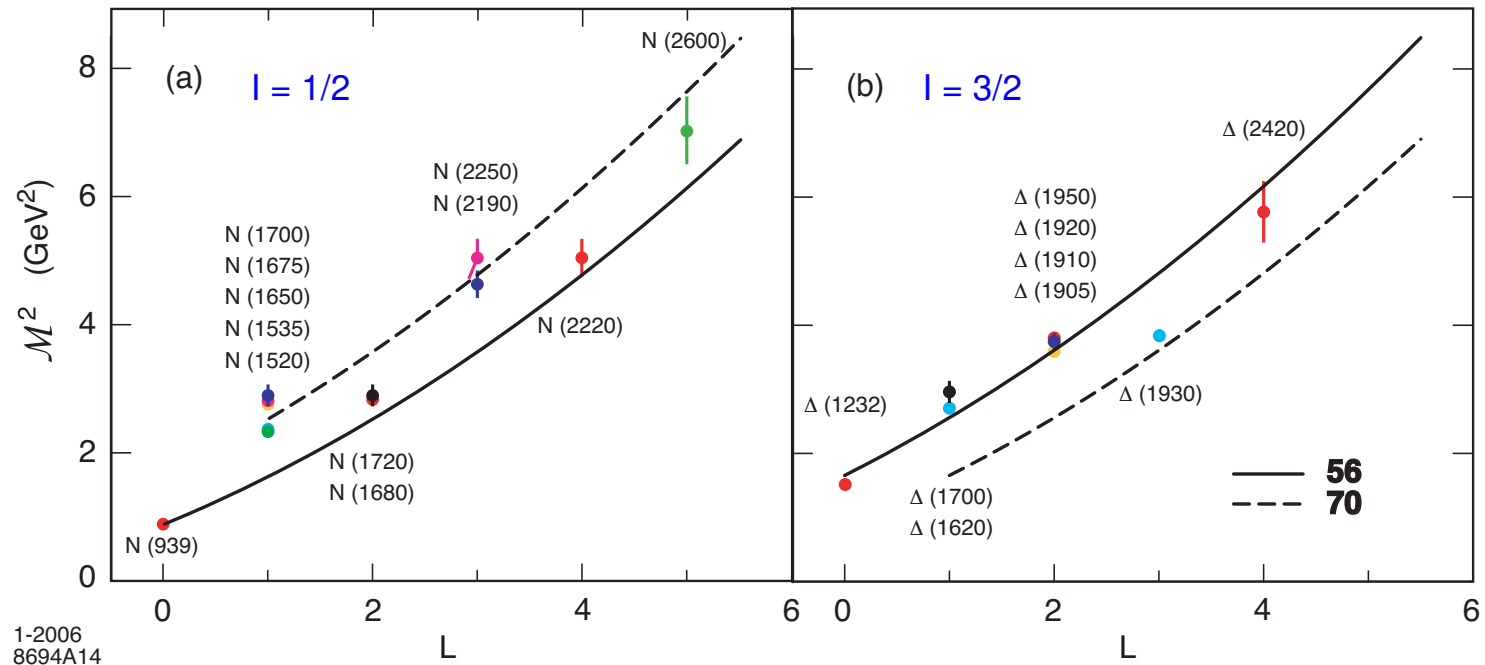 (a)
I = 1/2
N (2600)
N (2250)
N (2190)
N (1700)
N (1675)
N (1650)
N (1535)
N (1520)
N (2220)
N (1720)
N (1680)
N (939)
8
6
4
2
0
M² (GeV²)
0 2 4 6
L
(b)
I = 3/2
Δ (2420)
Δ (1950)
Δ (1920)
Δ (1910)
Δ (1905)
Δ (1232)
Δ (1930)
Δ (1700)
Δ (1620)
56
70
0 2 4 6
L
1-2006
8694A14